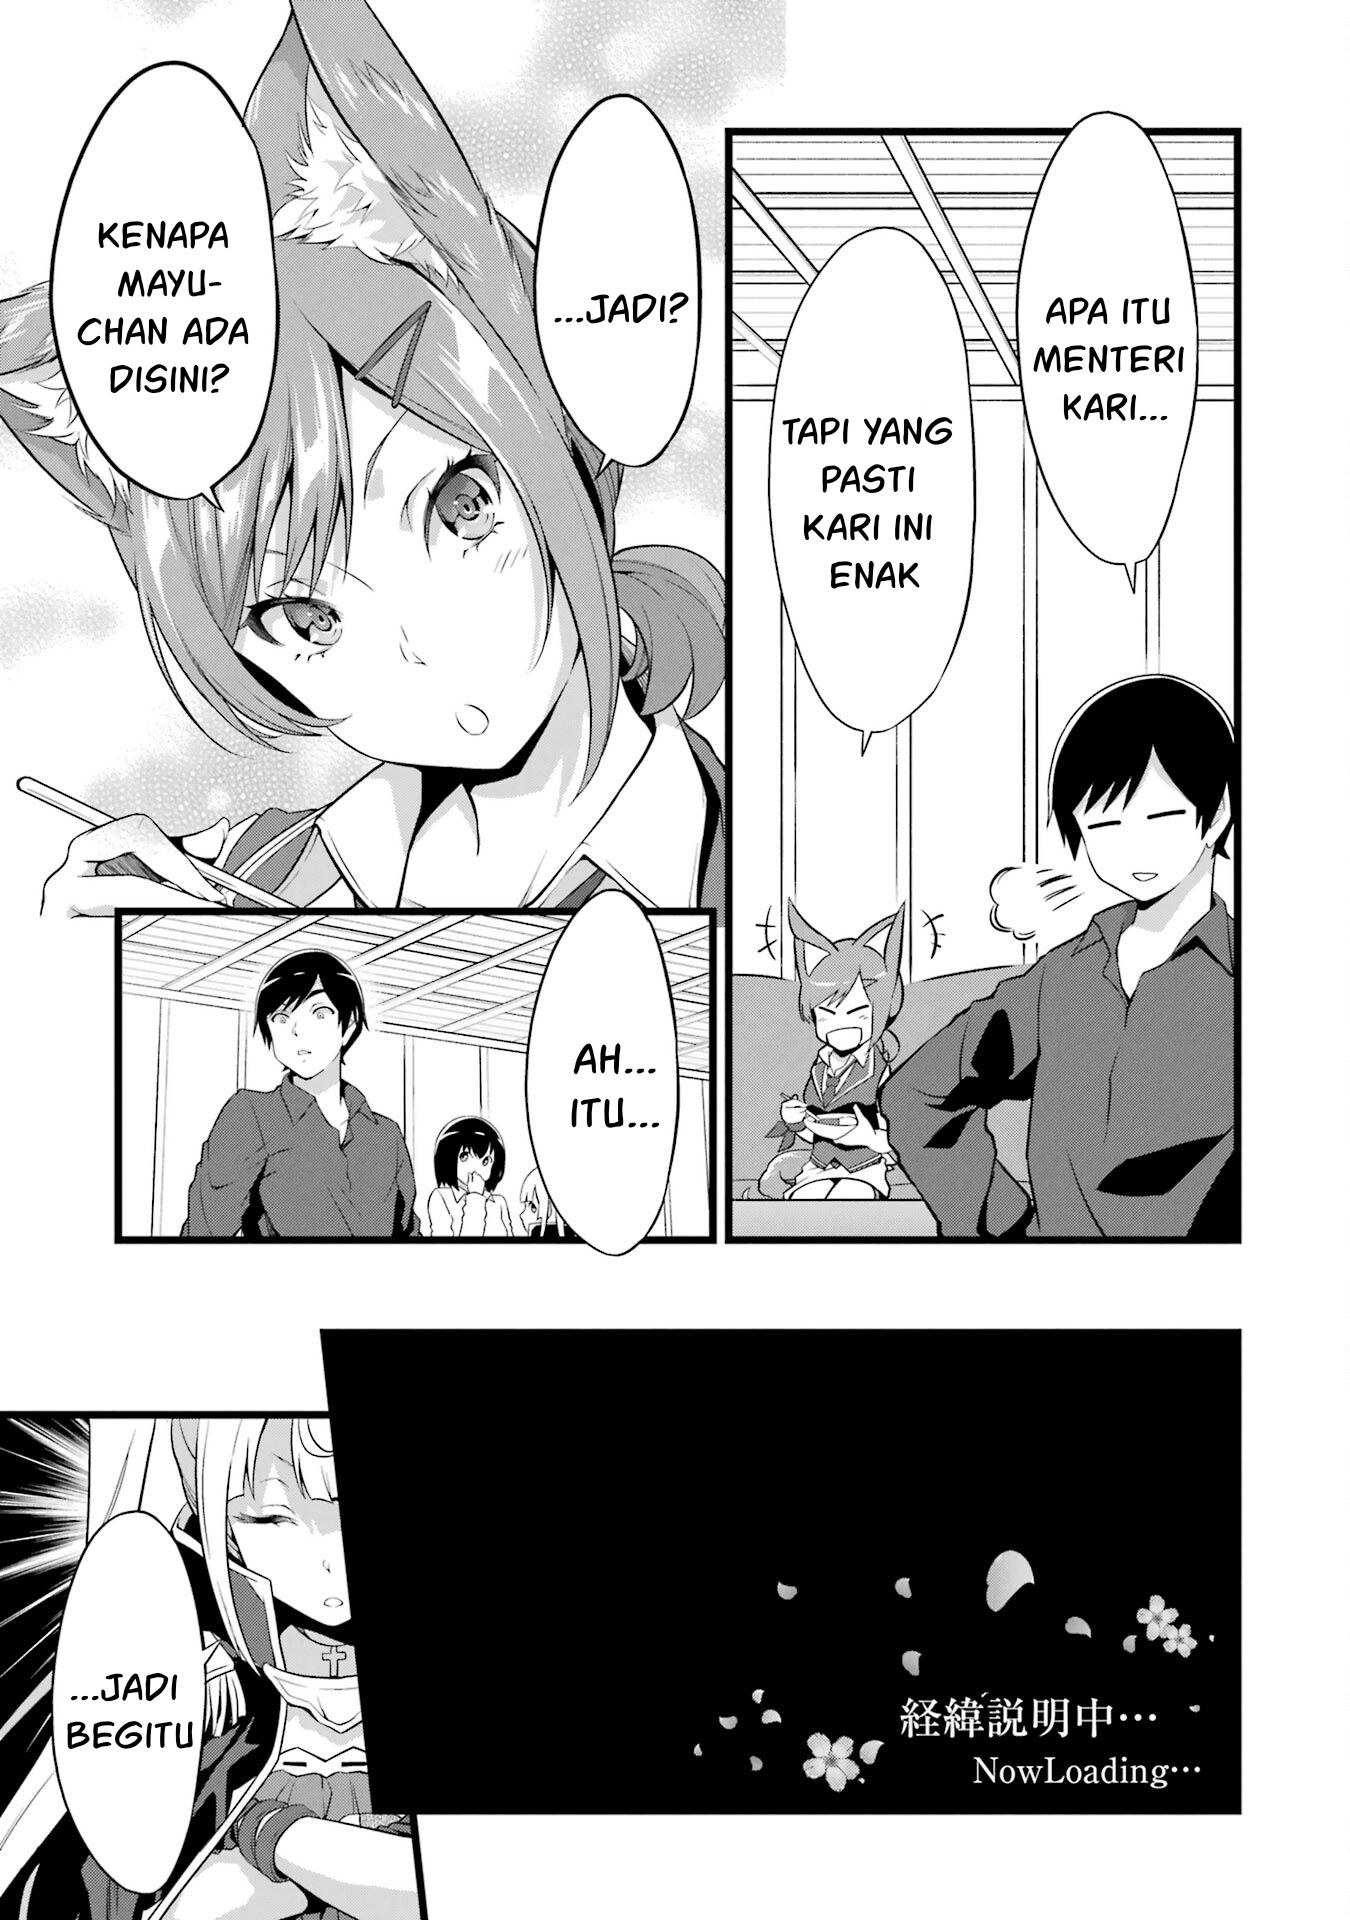 APA ITU
MENTERI
KARI...
TAPI YANG
PASTI
KARI INI
ENAK
...JADI?
KENAPA
MAYU-
CHAN ADA
DISINI?
AH...
ITU...
経緯説明中…
NowLoading…
...JADI
BEGITU